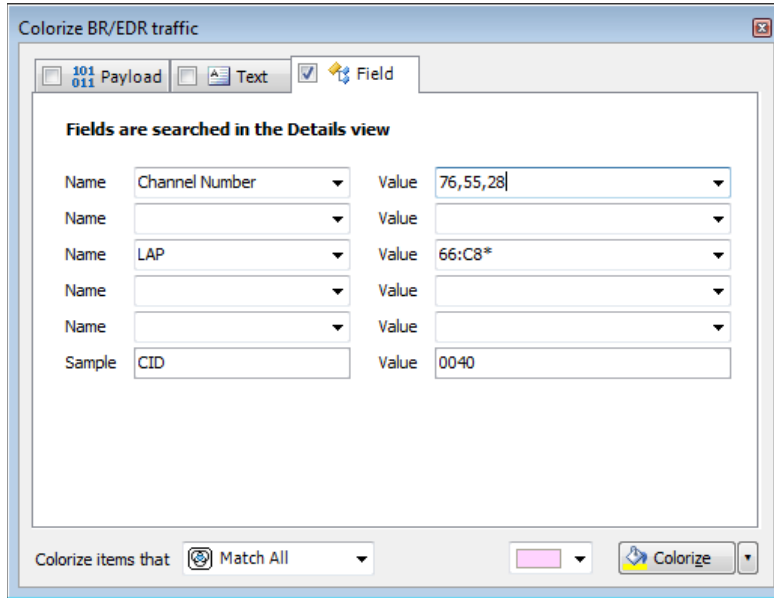 Colorize BR/EDR traffic
101 011 Payload Text Field
Fields are searched in the Details view
Name Channel Number Value 76,55,28
Name Value
Name LAP Value 66:C8*
Name Value
Name Value
Sample CID Value 0040
Colorize items that Match All Colorize